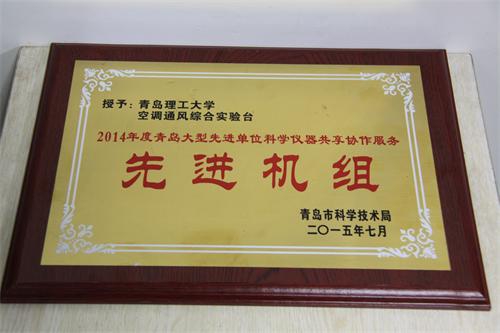 授予：青岛理工大学
空调通风综合实验台
2014年度青岛大型先进单位科学仪器共享协作服务
先进机组
青岛市科学技术局
二〇一五年七月